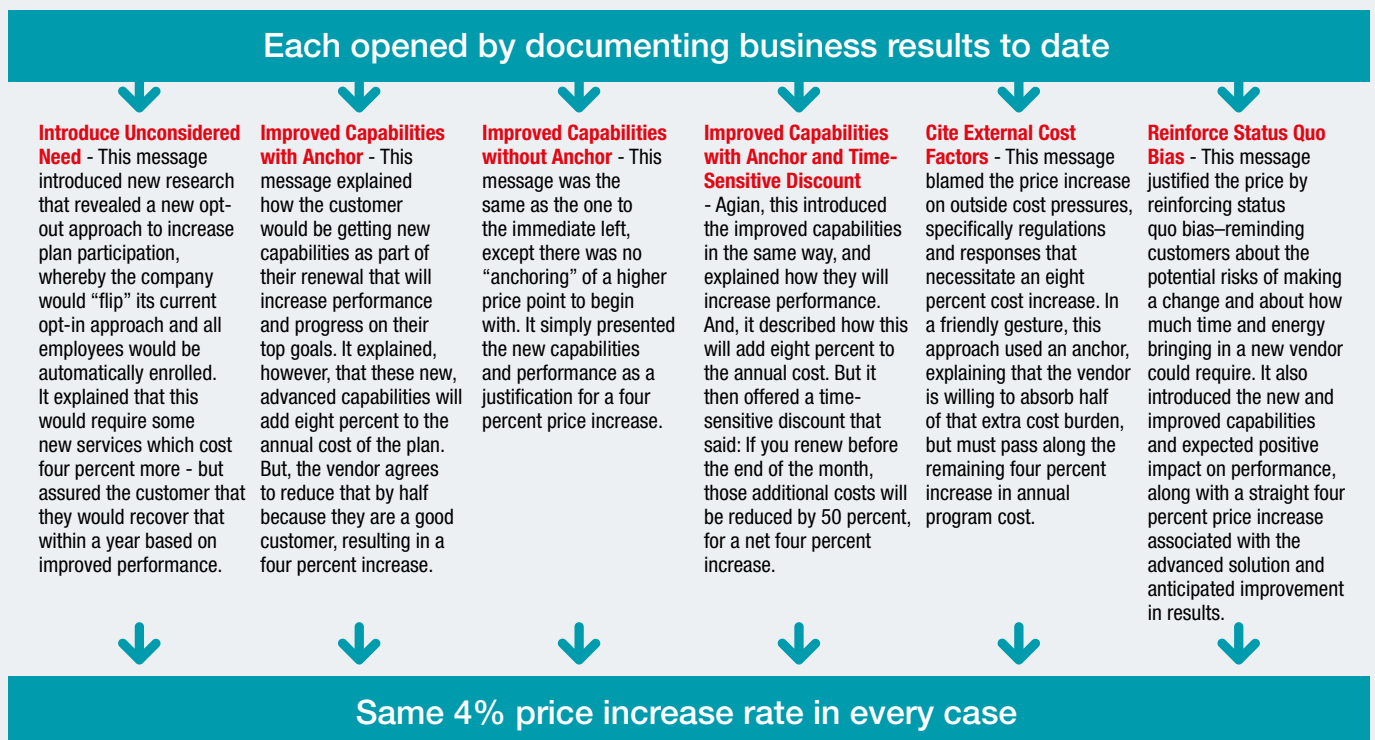 Each opened by documenting business results to date
Introduce Unconsidered
Need - This message
introduced new research
that revealed a new opt-
out approach to increase
plan participation,
whereby the company
would “flip” its current
opt-in approach and all
employees would be
automatically enrolled.
It explained that this
would require some
new services which cost
four percent more - but
assured the customer that
they would recover that
within a year based on
improved performance.
Improved Capabilities
with Anchor - This
message explained
how the customer
would be getting new
capabilities as part of
their renewal that will
increase performance
and progress on their
top goals. It explained,
however, that these new,
advanced capabilities will
add eight percent to the
annual cost of the plan.
But, the vendor agrees
to reduce that by half
because they are a good
customer, resulting in a
four percent increase.
Improved Capabilities
without Anchor - This
message was the
same as the one to
the immediate left,
except there was no
“anchoring” of a higher
price point to begin
with. It simply presented
the new capabilities
and performance as a
justification for a four
percent price increase.
Improved Capabilities
with Anchor and Time-
Sensitive Discount
- Agian, this introduced
the improved capabilities
in the same way, and
explained how they will
increase performance.
And, it described how this
will add eight percent to
the annual cost. But it
then offered a time-
sensitive discount that
said: If you renew before
the end of the month,
those additional costs will
be reduced by 50 percent,
for a net four percent
increase.
Cite External Cost
Factors - This message
blamed the price increase
on outside cost pressures,
specifically regulations
and responses that
necessitate an eight
percent cost increase. In
a friendly gesture, this
approach used an anchor,
explaining that the vendor
is willing to absorb half
of that extra cost burden,
but must pass along the
remaining four percent
increase in annual
program cost.
Reinforce Status Quo
Bias - This message
justified the price by
reinforcing status
quo bias–reminding
customers about the
potential risks of making
a change and about how
much time and energy
bringing in a new vendor
could require. It also
introduced the new and
improved capabilities
and expected positive
impact on performance,
along with a straight four
percent price increase
associated with the
advanced solution and
anticipated improvement
in results.
Same 4% price increase rate in every case